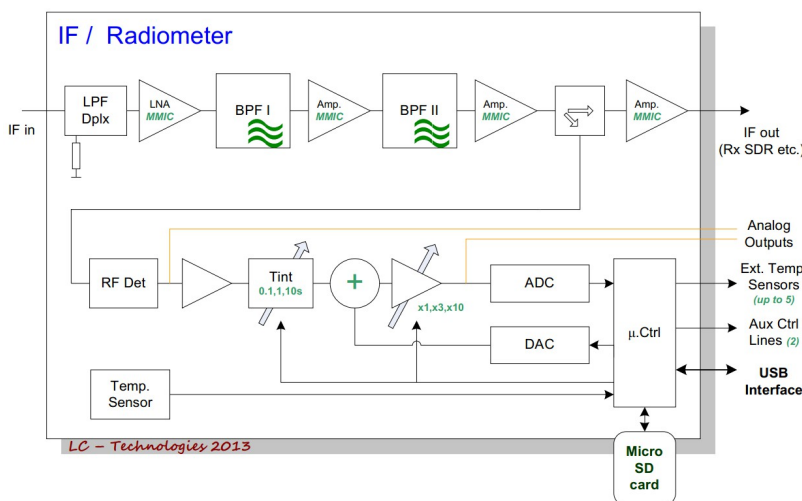 IF / Radiometer
IF in
LPF
Dplx
LNA
MMIC
BPF I
Amp.
MMIC
BPF II
Amp.
MMIC
Amp.
MMIC
IF out
(Rx SDR etc.)
Analog
Outputs
RF Det
Tint
0.1,1,10s
+
x1,x3,x10
ADC
DAC
µ.Ctrl
Ext. Temp
Sensors
(up to 5)
Aux Ctrl
Lines (2)
USB
Interface
Temp.
Sensor
LC – Technologies 2013
Micro
SD
card